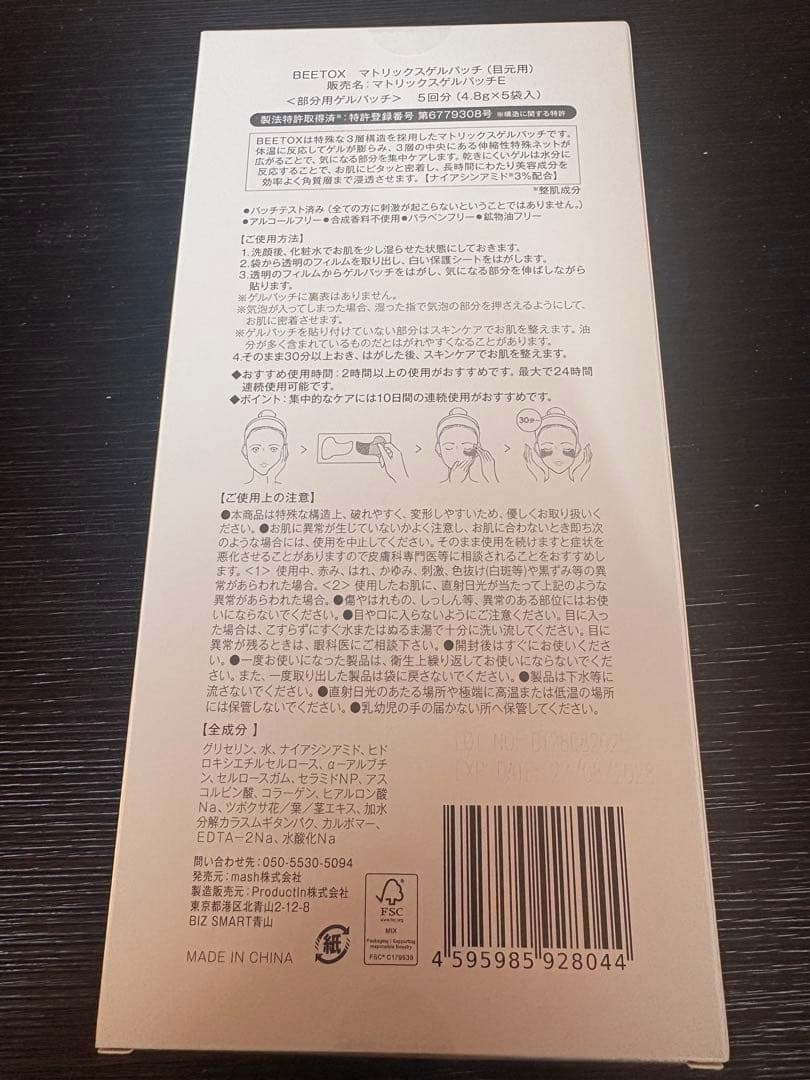 BEETOX マトリックスゲルパッチ（目元用）
販売名：マトリックスゲルパッチE
＜部分用ゲルパッチ＞ 5回分（4.8g×5袋入）
製法特許取得済※：特許登録番号 第6779308号 ※構造に関する特許
BEETOXは特殊な3層構造を採用したマトリックスゲルパッチです。
体温に反応してゲルが膨らみ、3層の中央にある伸縮性特殊ネットが
広がることで、気になる部分を集中ケアします。乾きにくいゲルは水分に
反応することで、お肌にピタッと密着し、長時間にわたり美容成分を
効率よく角質層まで浸透させます。【ナイアシンアミド*3%配合】
*整肌成分
●パッチテスト済み（全ての方に刺激が起こらないということではありません。）
●アルコールフリー●合成香料不使用●パラベンフリー●鉱物油フリー
【ご使用方法】
1.洗顔後、化粧水でお肌を少し湿らせた状態にしておきます。
2.袋から透明のフィルムを取り出し、白い保護シートをはがします。
3.透明のフィルムからゲルパッチをはがし、気になる部分を伸ばしながら
貼ります。
※ゲルパッチに裏表はありません。
※気泡が入ってしまった場合、湿った指で気泡の部分を押さえるようにして、
お肌に密着させます。
※ゲルパッチを貼り付けていない部分はスキンケアでお肌を整えます。油
分が多く含まれているものだとはがれやすくなることがあります。
4.そのまま30分以上おき、はがした後、スキンケアでお肌を整えます。
◆おすすめ使用時間：2時間以上の使用がおすすめです。最大で24時間
連続使用可能です。
◆ポイント：集中的なケアには10日間の連続使用がおすすめです。
30分~
【ご使用上の注意】
●本商品は特殊な構造上、破れやすく、変形しやすいため、優しくお取り扱いく
ださい。●お肌に異常が生じていないかよく注意し、お肌に合わないとき即ち次
のような場合には、使用を中止してください。そのまま使用を続けますと症状を
悪化させることがありますので皮膚科専門医等に相談されることをおすすめしま
す。＜1＞ 使用中、赤み、はれ、かゆみ、刺激、色抜け(白斑等)や黒ずみ等の異
常があらわれた場合。＜2＞ 使用したお肌に、直射日光が当たって上記のような
異常があらわれた場合。●傷やはれもの、しっしん等、異常のある部位にはお使
いにならないでください。●目や口に入らないようにご注意ください。目に入っ
た場合は、こすらずにすぐ水またはぬるま湯で十分に洗い流してください。目に
異常が残るときは、眼科医にご相談下さい。●開封後はすぐにお使いくださ
い。●一度お使いになった製品は、衛生上繰り返してお使いにならないでくだ
さい。また、一度取り出した製品は袋に戻さないでください。●製品は下水等に
流さないでください。●直射日光のあたる場所や極端に高温または低温の場所
には保管しないでください。●乳幼児の手の届かない所へ保管してください。
【全成分】
グリセリン、水、ナイアシンアミド、ヒド
ロキシエチルセルロース、α-アルブチ
ン、セルロースガム、セラミドNP、アス
コルビン酸、コラーゲン、ヒアルロン酸
Na、ツボクサ花／葉／茎エキス、加水
分解カラスムギタンパク、カルボマー、
EDTA-2Na、水酸化Na
LOT NO:
EXP DATE:
問い合わせ先：050-5530-5094
発売元：mash株式会社
製造販売元：ProductIn株式会社
東京都港区北青山2-12-8
BIZ SMART青山
MADE IN CHINA
紙
FSC
www.fsc.org
MIX
Packaging | Supporting
responsible forestry
FSC® C179539
4 595985 928044